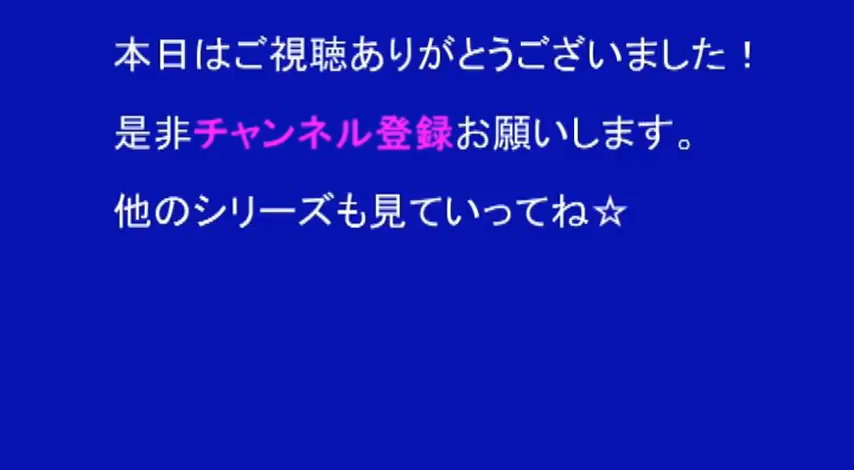 本日はご視聴ありがとうございました！
是非チャンネル登録お願いします。
他のシリーズも見ていってね☆